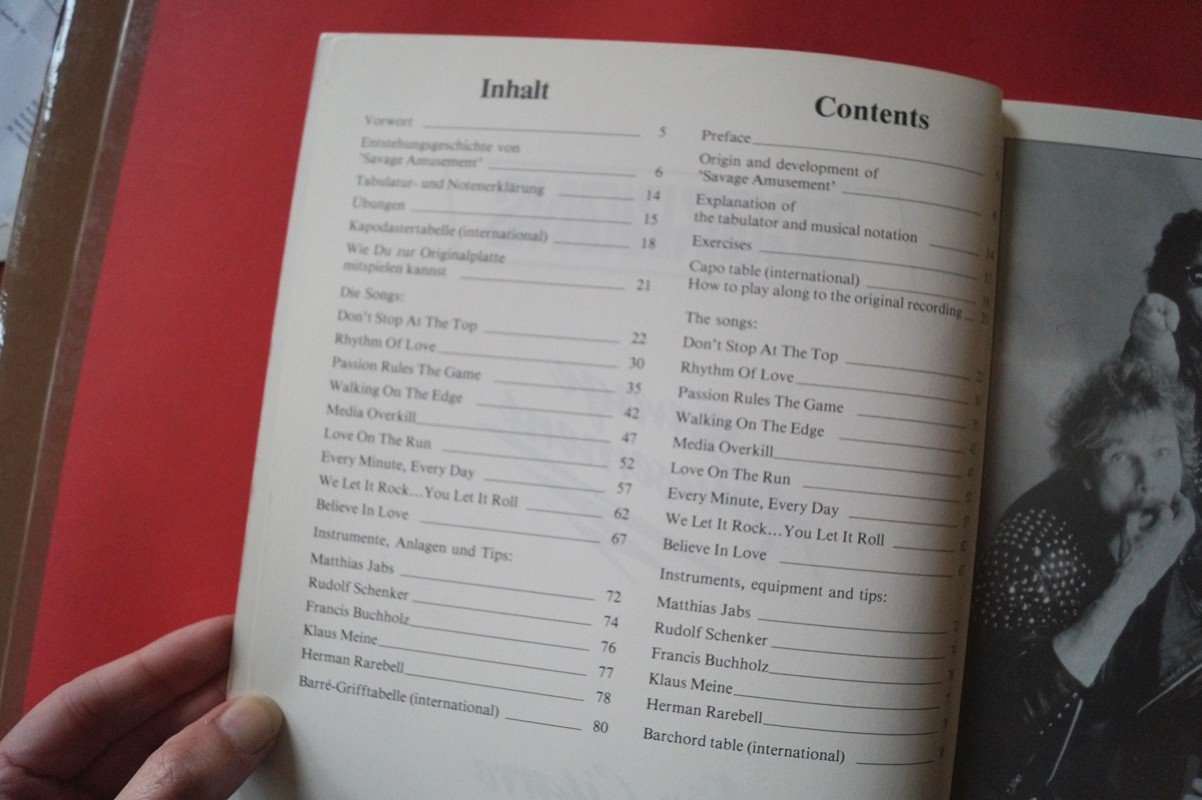 Inhalt
Vorwort 5
Entstehungsgeschichte von
'Savage Amusement' 6
Tabulatur- und Notenerklärung 14
Übungen 15
Kapodastertabelle (international) 18
Wie Du zur Originalplatte
mitspielen kannst 21
Die Songs:
Don't Stop At The Top 22
Rhythm Of Love 30
Passion Rules The Game 35
Walking On The Edge 42
Media Overkill 47
Love On The Run 52
Every Minute, Every Day 57
We Let It Rock...You Let It Roll 62
Believe In Love 67
Instrumente, Anlagen und Tips:
Matthias Jabs 72
Rudolf Schenker 74
Francis Buchholz 76
Klaus Meine 77
Herman Rarebell 78
Barré-Grifftabelle (international) 80
Contents
Preface
Origin and development of
'Savage Amusement'
Explanation of
the tabulator and musical notation 14
Exercises 15
Capo table (international) 18
How to play along to the original recording 21
The songs:
Don't Stop At The Top
Rhythm Of Love
Passion Rules The Game
Walking On The Edge
Media Overkill
Love On The Run
Every Minute, Every Day
We Let It Rock...You Let It Roll
Believe In Love
Instruments, equipment and tips:
Matthias Jabs
Rudolf Schenker
Francis Buchholz
Klaus Meine
Herman Rarebell
Barchord table (international)